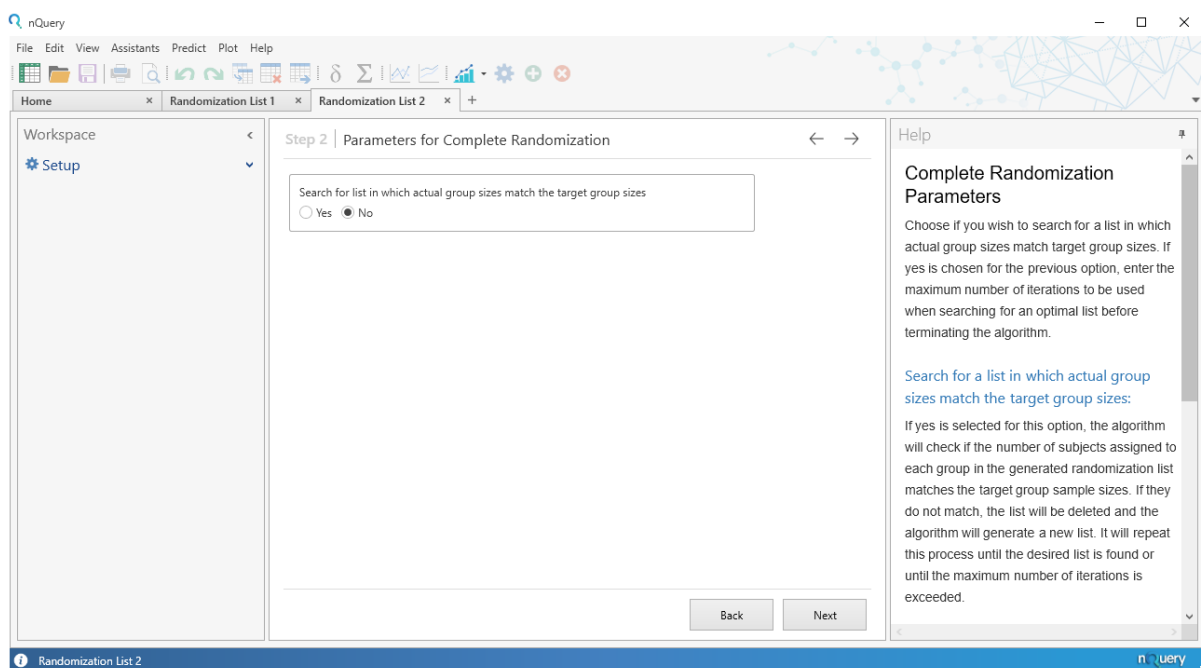 nQuery
File Edit View Assistants Predict Plot Help
Home × Randomization List 1 × Randomization List 2 × +
Workspace
Setup
Step 2 | Parameters for Complete Randomization
Search for list in which actual group sizes match the target group sizes
Yes No
Back Next
Help
Complete Randomization
Parameters
Choose if you wish to search for a list in which
actual group sizes match target group sizes. If
yes is chosen for the previous option, enter the
maximum number of iterations to be used
when searching for an optimal list before
terminating the algorithm.
Search for a list in which actual group
sizes match the target group sizes:
If yes is selected for this option, the algorithm
will check if the number of subjects assigned to
each group in the generated randomization list
matches the target group sample sizes. If they
do not match, the list will be deleted and the
algorithm will generate a new list. It will repeat
this process until the desired list is found or
until the maximum number of iterations is
exceeded.
Randomization List 2
nQuery